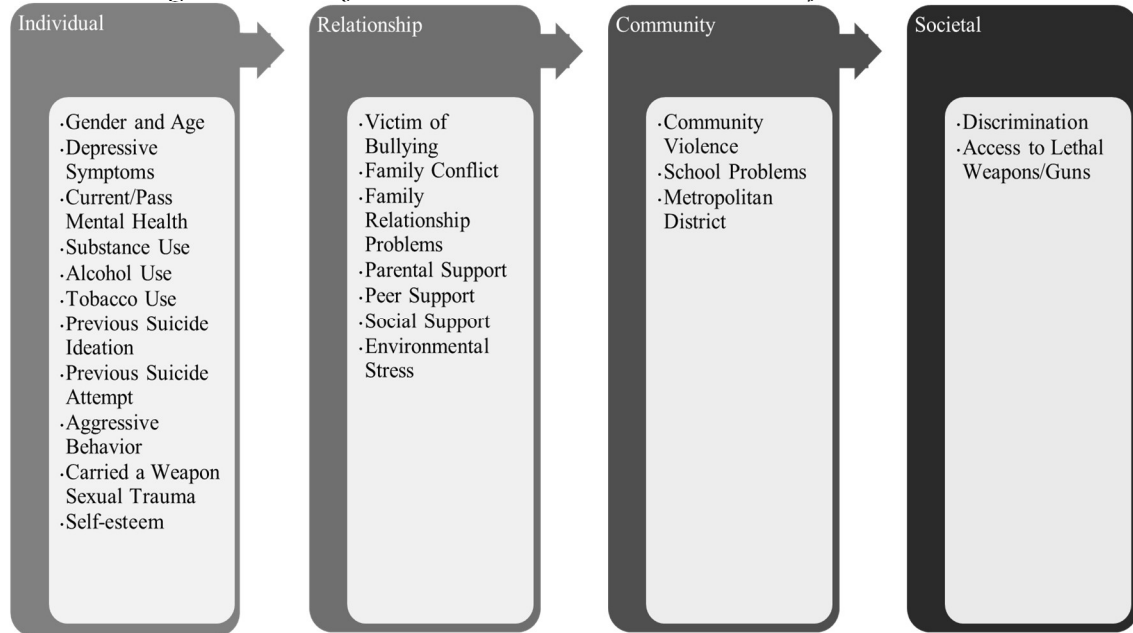 Individual
·Gender and Age
·Depressive
Symptoms
·Current/Pass
Mental Health
·Substance Use
·Alcohol Use
·Tobacco Use
·Previous Suicide
Ideation
·Previous Suicide
Attempt
·Aggressive
Behavior
·Carried a Weapon
Sexual Trauma
·Self-esteem
Relationship
·Victim of
Bullying
·Family Conflict
·Family
Relationship
Problems
·Parental Support
·Peer Support
·Social Support
·Environmental
Stress
Community
·Community
Violence
·School Problems
·Metropolitan
District
Societal
·Discrimination
·Access to Lethal
Weapons/Guns